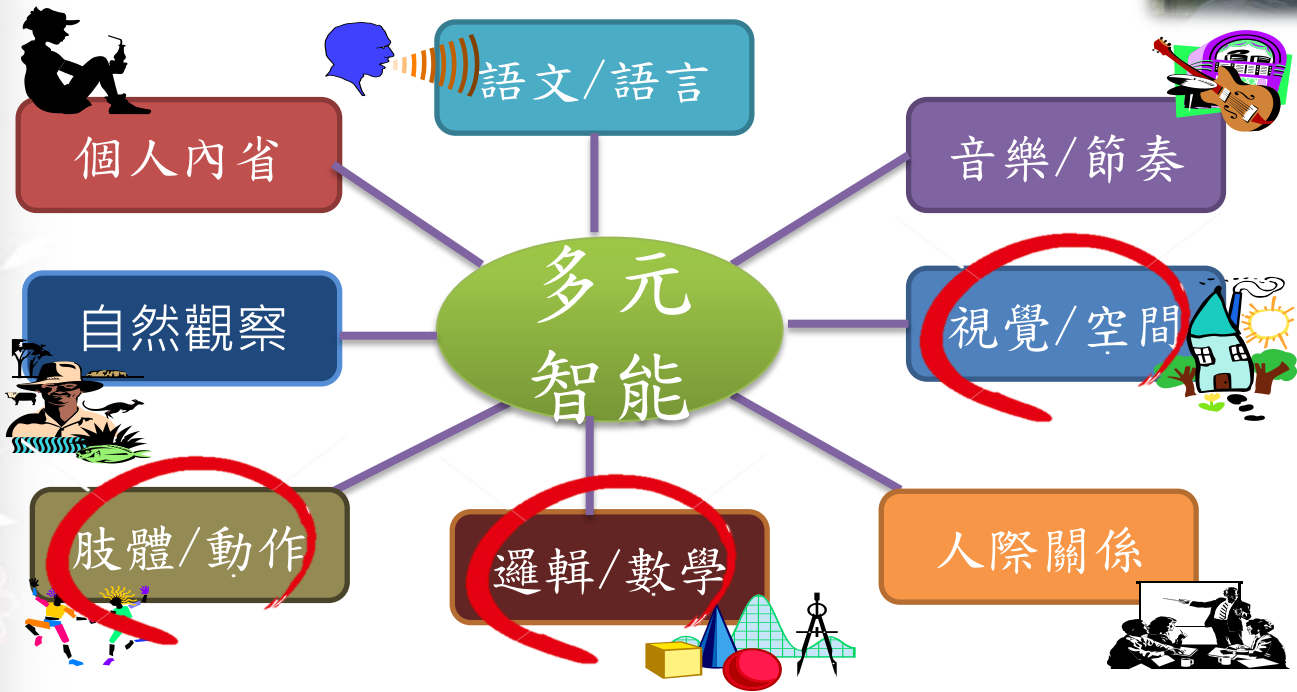 語文/語言
個人內省
音樂/節奏
多元
智能
自然觀察
視覺/空間
肢體/動作
邏輯/數學
人際關係